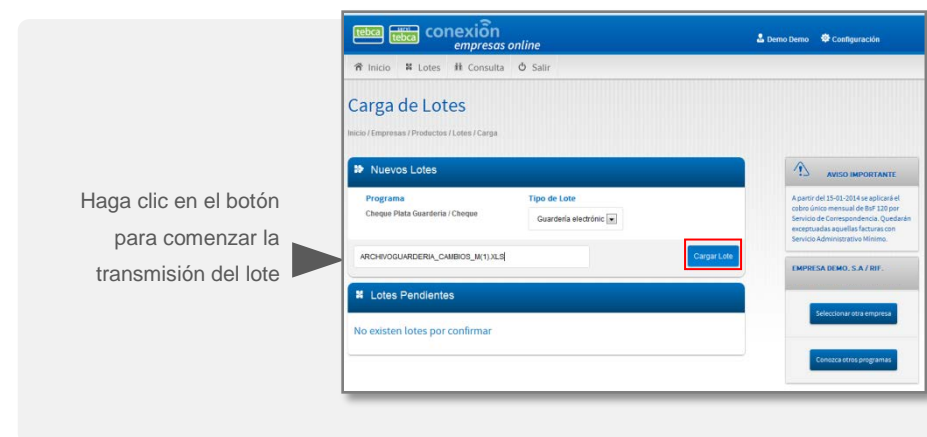 tebca
tebca
conexión
empresas online
Demo Demo
Configuración
Inicio
Lotes
Consulta
Salir
Carga de Lotes
Inicio / Empresas / Productos / Lotes / Carga
Haga clic en el botón
para comenzar la
transmisión del lote
Nuevos Lotes
Programa
Tipo de Lote
Cheque Plata Guarderia / Cheque
Guardería electrónic
ARCHIVOGUARDERIA_CAMBIOS_M(1).XLS
Cargar Lote
Lotes Pendientes
No existen lotes por confirmar
AVISO IMPORTANTE
A partir del 15-01-2014 se aplicará el
cobro único mensual de BsF 120 por
Servicio de Correspondencia. Quedarán
exceptuadas aquellas facturas con
Servicio Administrativo Mínimo.
EMPRESA DEMO, S.A / RIF.
Seleccionar otra empresa
Conozca otros programas